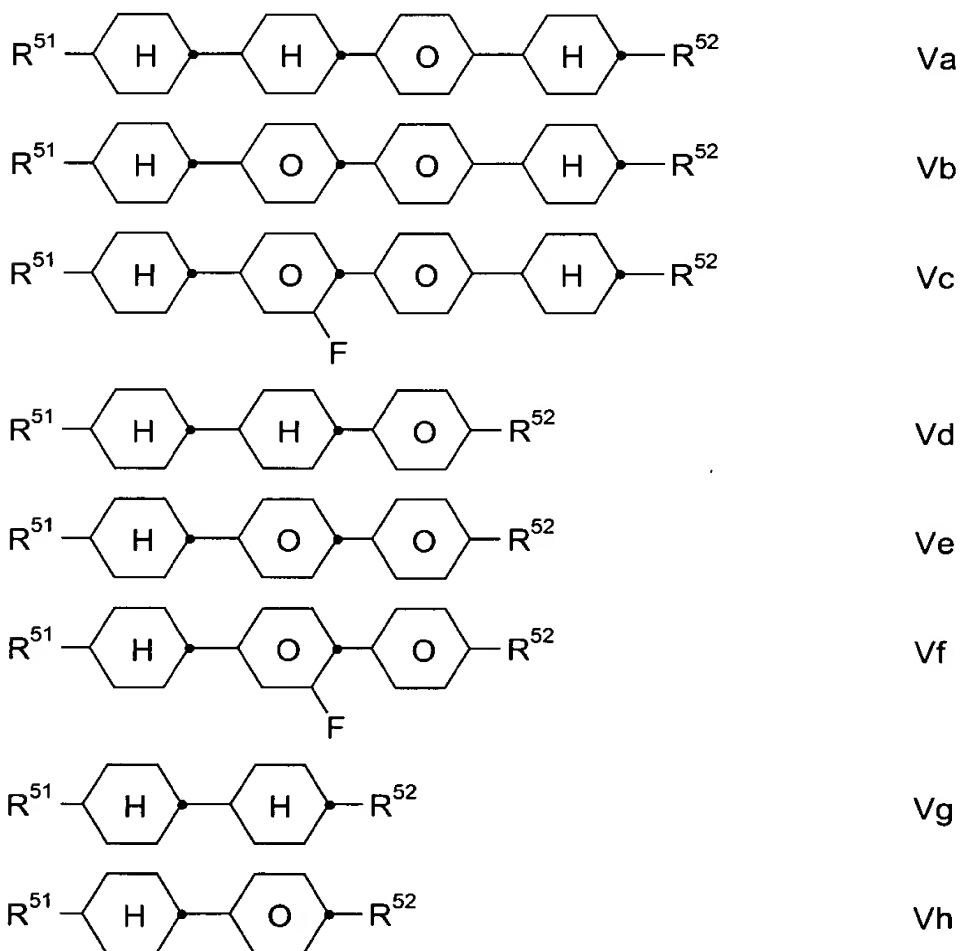 R51 H H O H R52 Va
R51 H O O H R52 Vb
R51 H O O H R52 Vc
F
R51 H H O R52 Vd
R51 H O O R52 Ve
R51 H O O R52 Vf
F
R51 H H R52 Vg
R51 H O R52 Vh